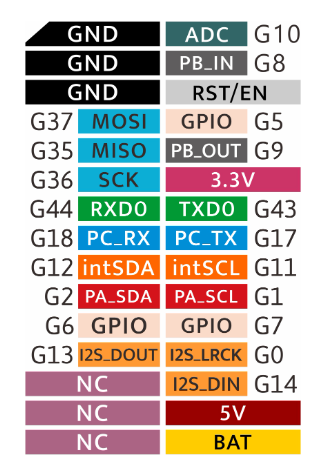 GND ADC G10
GND PB_IN G8
GND RST/EN
G37 MOSI GPIO G5
G35 MISO PB_OUT G9
G36 SCK 3.3V
G44 RXD0 TXD0 G43
G18 PC_RX PC_TX G17
G12 intSDA intSCL G11
G2 PA_SDA PA_SCL G1
G6 GPIO GPIO G7
G13 I2S_DOUT I2S_LRCK G0
NC I2S_DIN G14
NC 5V
NC BAT